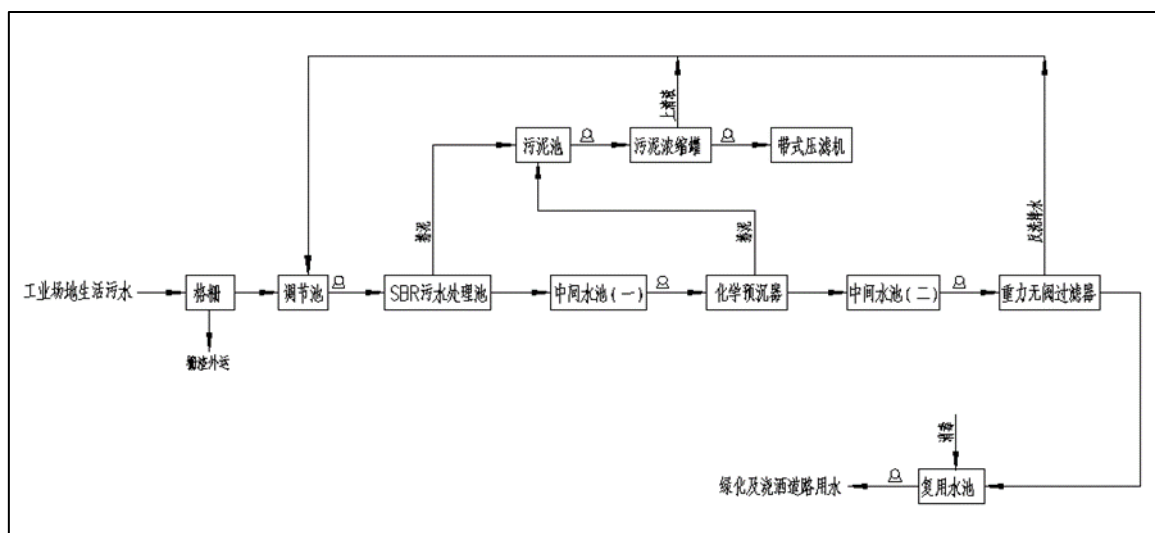 上清液
污泥池
污泥浓缩罐
带式压滤机
排泥
排泥
反洗排水
工业场地生活污水
格栅
调节池
SBR污水处理池
中间水池(一)
化学预沉器
中间水池(二)
重力无阀过滤器
栅渣外运
消毒
绿化及浇洒道路用水
复用水池